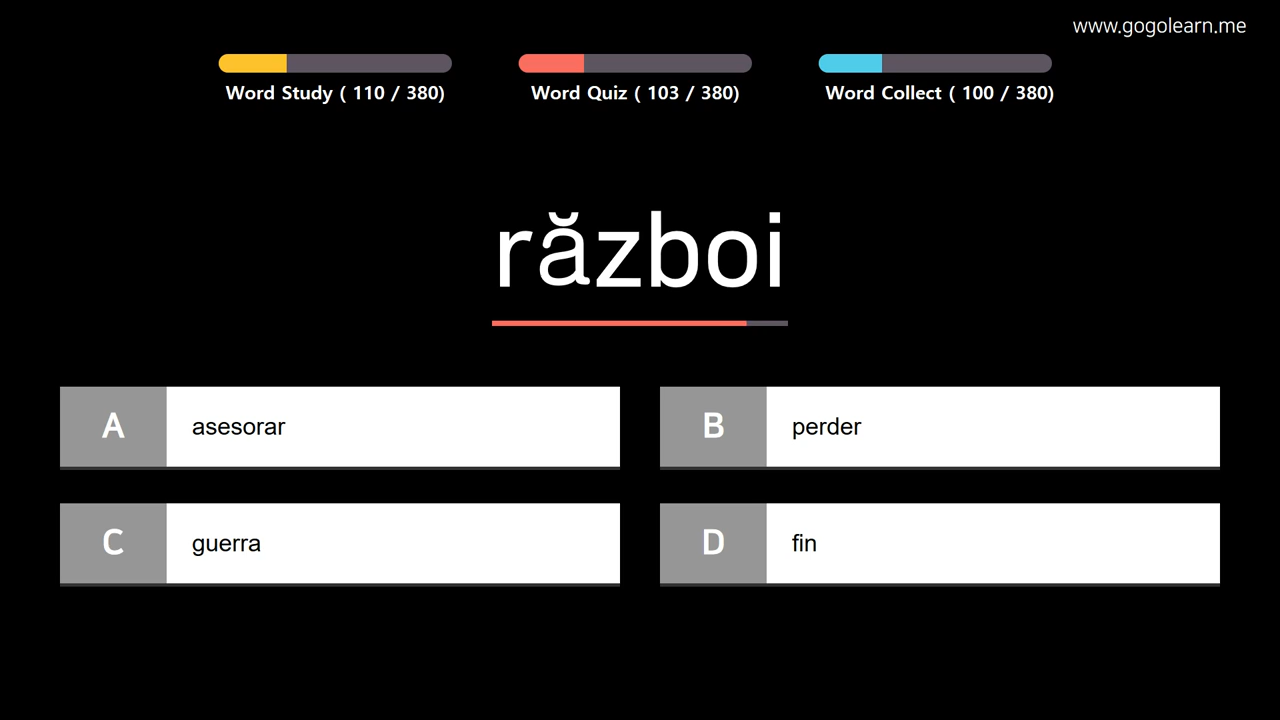 www.gogolearn.me
Word Study ( 110 / 380)
Word Quiz ( 103 / 380)
Word Collect ( 100 / 380)
război
A asesorar
B perder
C guerra
D fin